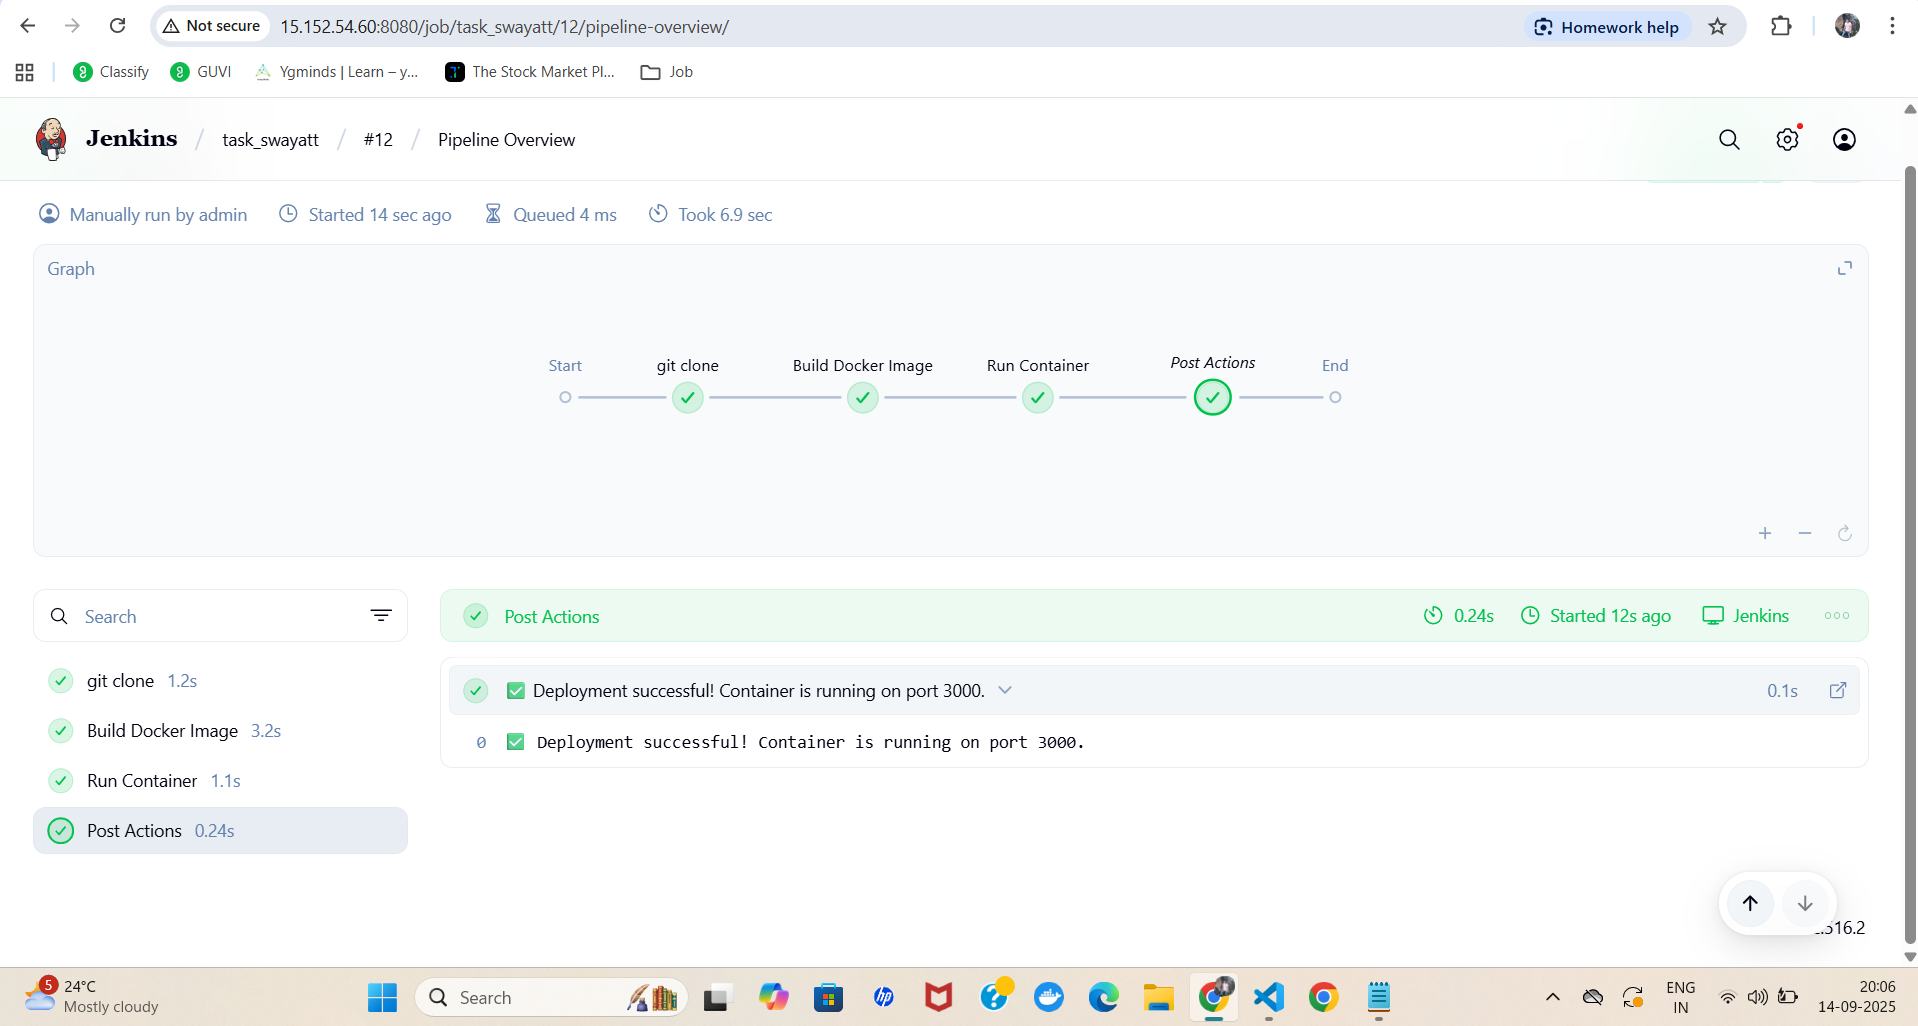 Not secure 15.152.54.60:8080/job/task_swayatt/12/pipeline-overview/ Homework help
Classify GUVI Ygminds | Learn – y... The Stock Market Pl... Job
Jenkins / task_swayatt / #12 / Pipeline Overview
Manually run by admin Started 14 sec ago Queued 4 ms Took 6.9 sec
Graph
Start git clone Build Docker Image Run Container Post Actions End
Search
Post Actions 0.24s Started 12s ago Jenkins
git clone 1.2s
✅ Deployment successful! Container is running on port 3000. 0.1s
Build Docker Image 3.2s
0 ✅ Deployment successful! Container is running on port 3000.
Run Container 1.1s
Post Actions 0.24s
.516.2
5 24°C
Mostly cloudy
Search
hp
ENG
IN
20:06
14-09-2025